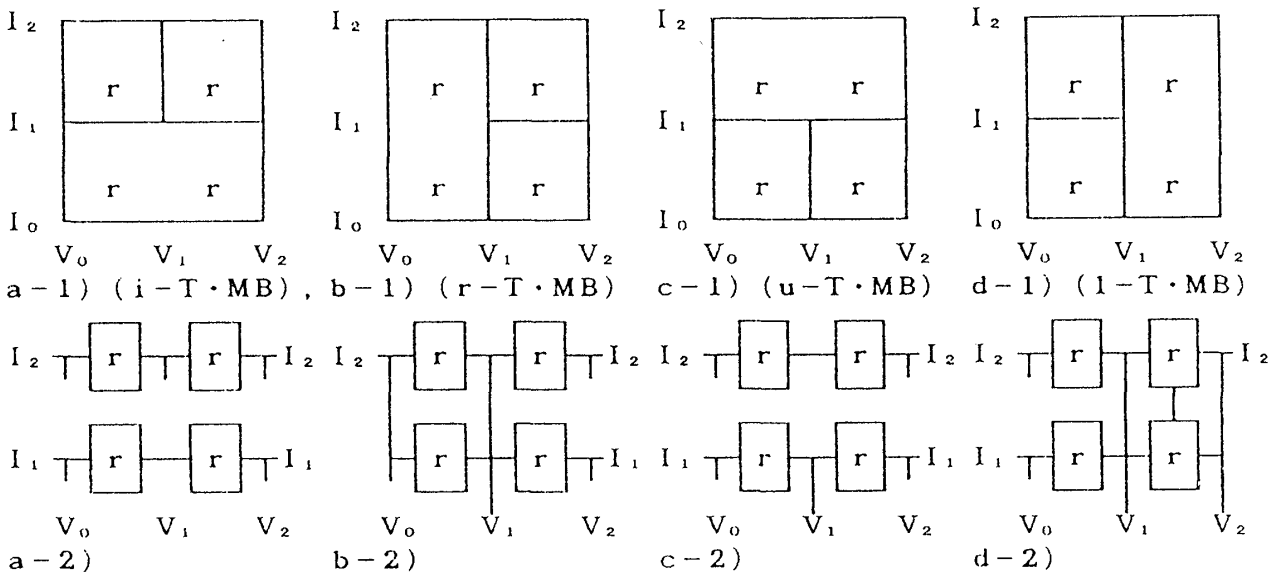 I₂ I₂ I₂ I₂
r r r r r r
I₁ I₁ I₁ I₁
r r r r r r
I₀ I₀ I₀ I₀
V₀ V₁ V₂ V₀ V₁ V₂ V₀ V₁ V₂ V₀ V₁ V₂
a-1) (i-T·MB), b-1) (r-T·MB) c-1) (u-T·MB) d-1) (l-T·MB)
I₂ r r I₂ I₂ r r I₂ I₂ r r I₂ I₂ r r I₂
I₁ r r I₁ I₁ r r I₁ I₁ r r I₁ I₁ r r
V₀ V₁ V₂ V₀ V₁ V₂ V₀ V₁ V₂ V₀ V₁ V₂
a-2) b-2) c-2) d-2)